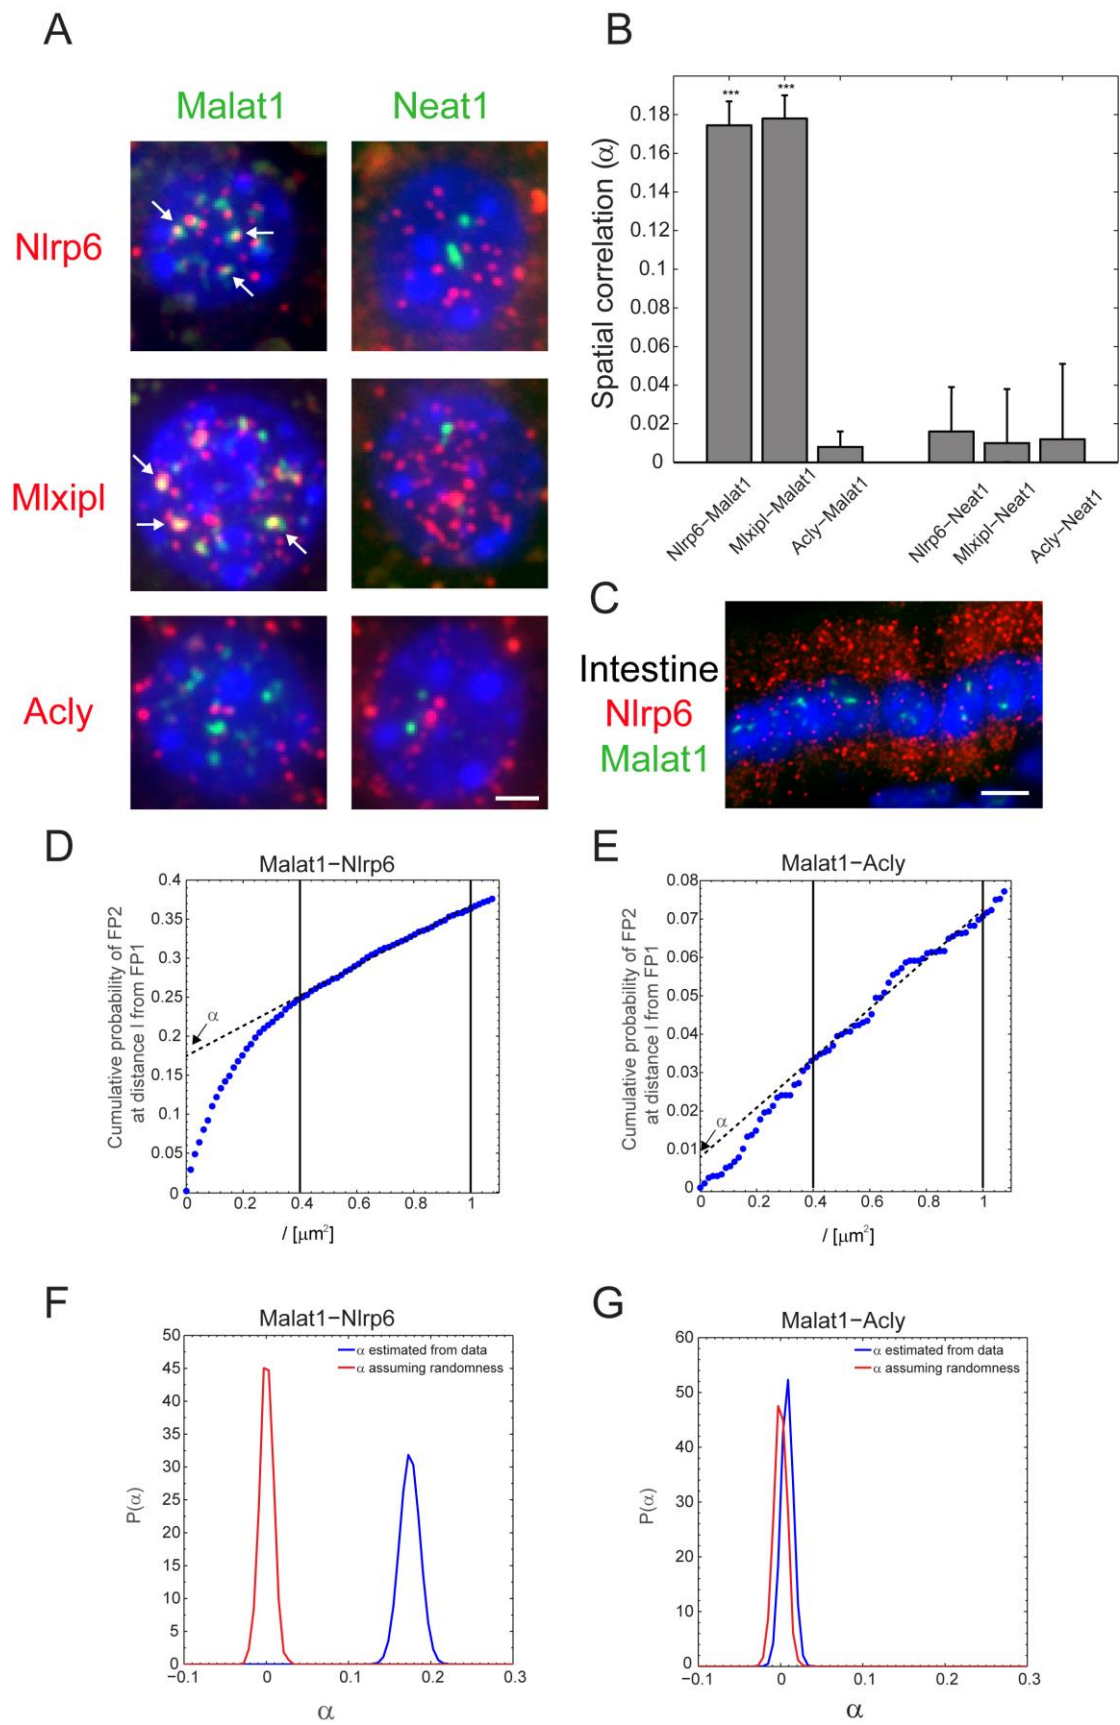 A
Malat1
Neat1
Nlrp6
Mlxipl
Acly
B
Spatial correlation (α)
0.18
0.16
0.14
0.12
0.1
0.08
0.06
0.04
0.02
0
***
***
Nlrp6−Malat1
Mlxipl−Malat1
Acly−Malat1
Nlrp6−Neat1
Mlxipl−Neat1
Acly−Neat1
C
Intestine
Nlrp6
Malat1
D
Malat1−Nlrp6
Cumulative probability of FP2
at distance l from FP1
0.4
0.35
0.3
0.25
0.2
0.15
0.1
0.05
0
α
0 0.2 0.4 0.6 0.8 1
l [μm²]
E
Malat1−Acly
Cumulative probability of FP2
at distance l from FP1
0.08
0.07
0.06
0.05
0.04
0.03
0.02
0.01
0
α
0 0.2 0.4 0.6 0.8 1
l [μm²]
F
Malat1−Nlrp6
α estimated from data
α assuming randomness
P(α)
50
45
40
35
30
25
20
15
10
5
0
−0.1 0 0.1 0.2 0.3
α
G
Malat1−Acly
α estimated from data
α assuming randomness
P(α)
60
50
40
30
20
10
0
−0.1 0 0.1 0.2 0.3
α